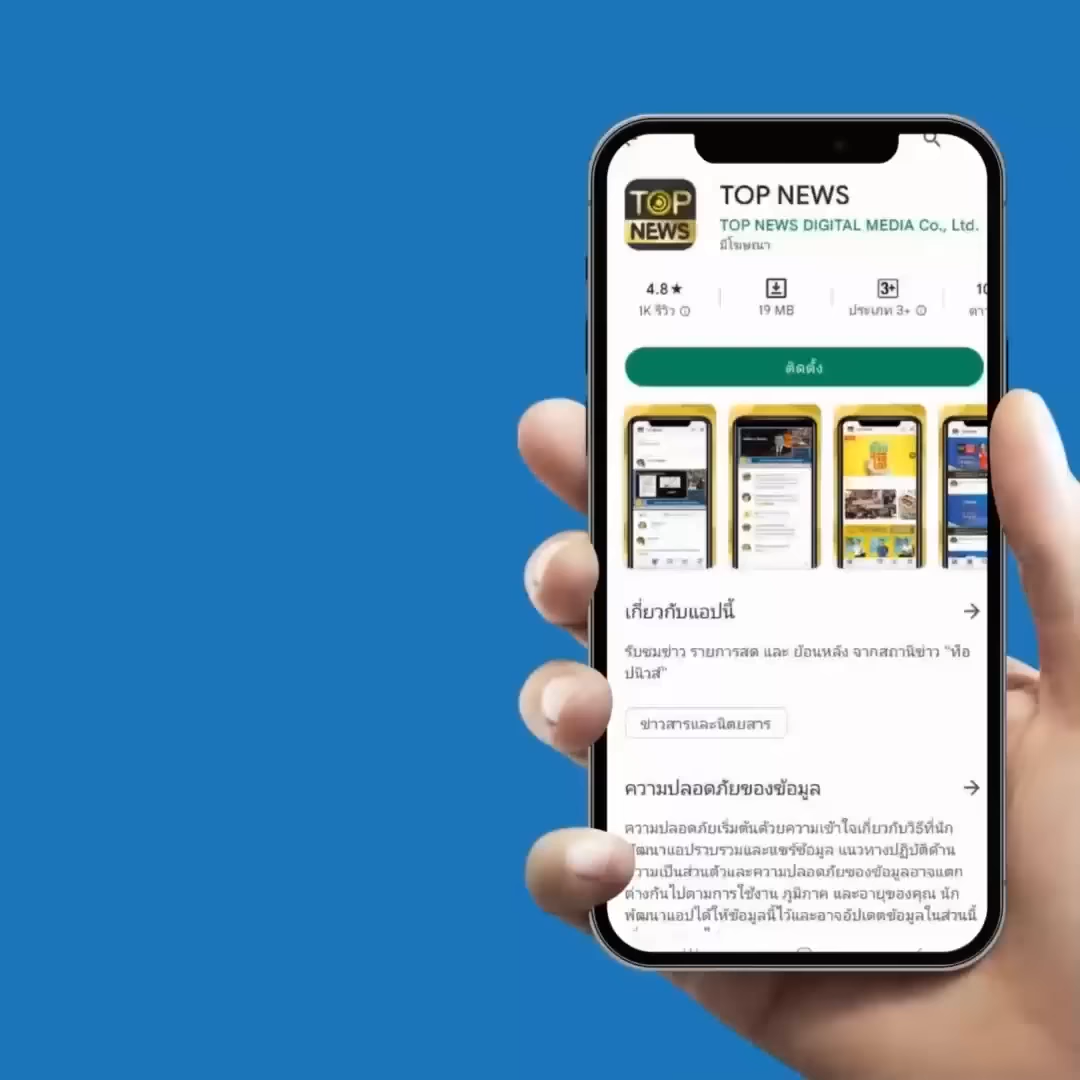 TOP
NEWS
TOP NEWS
TOP NEWS DIGITAL MEDIA Co., Ltd.
มีโฆษณา
4.8★
1K รีวิว
19 MB
3+
ประเภท 3+
10
ติดตั้ง
เกี่ยวกับแอปนี้
รับชมข่าว รายการสด และ ย้อนหลัง จากสถานีข่าว "ท็อ
ปนิวส์"
ข่าวสารและนิตยสาร
ความปลอดภัยของข้อมูล
ความปลอดภัยเริ่มต้นด้วยความเข้าใจเกี่ยวกับวิธีที่นัก
พัฒนาแอปรวบรวมและแชร์ข้อมูล แนวทางปฏิบัติด้าน
ความเป็นส่วนตัวและความปลอดภัยของข้อมูลอาจแตก
ต่างกันไปตามการใช้งาน ภูมิภาค และอายุของคุณ นัก
พัฒนาแอปได้ให้ข้อมูลนี้ไว้และอาจอัปเดตข้อมูลในส่วนนี้